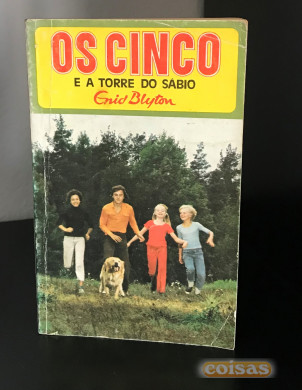 OS CINCO
E A TORRE DO SÁBIO
Enid Blyton
coisas